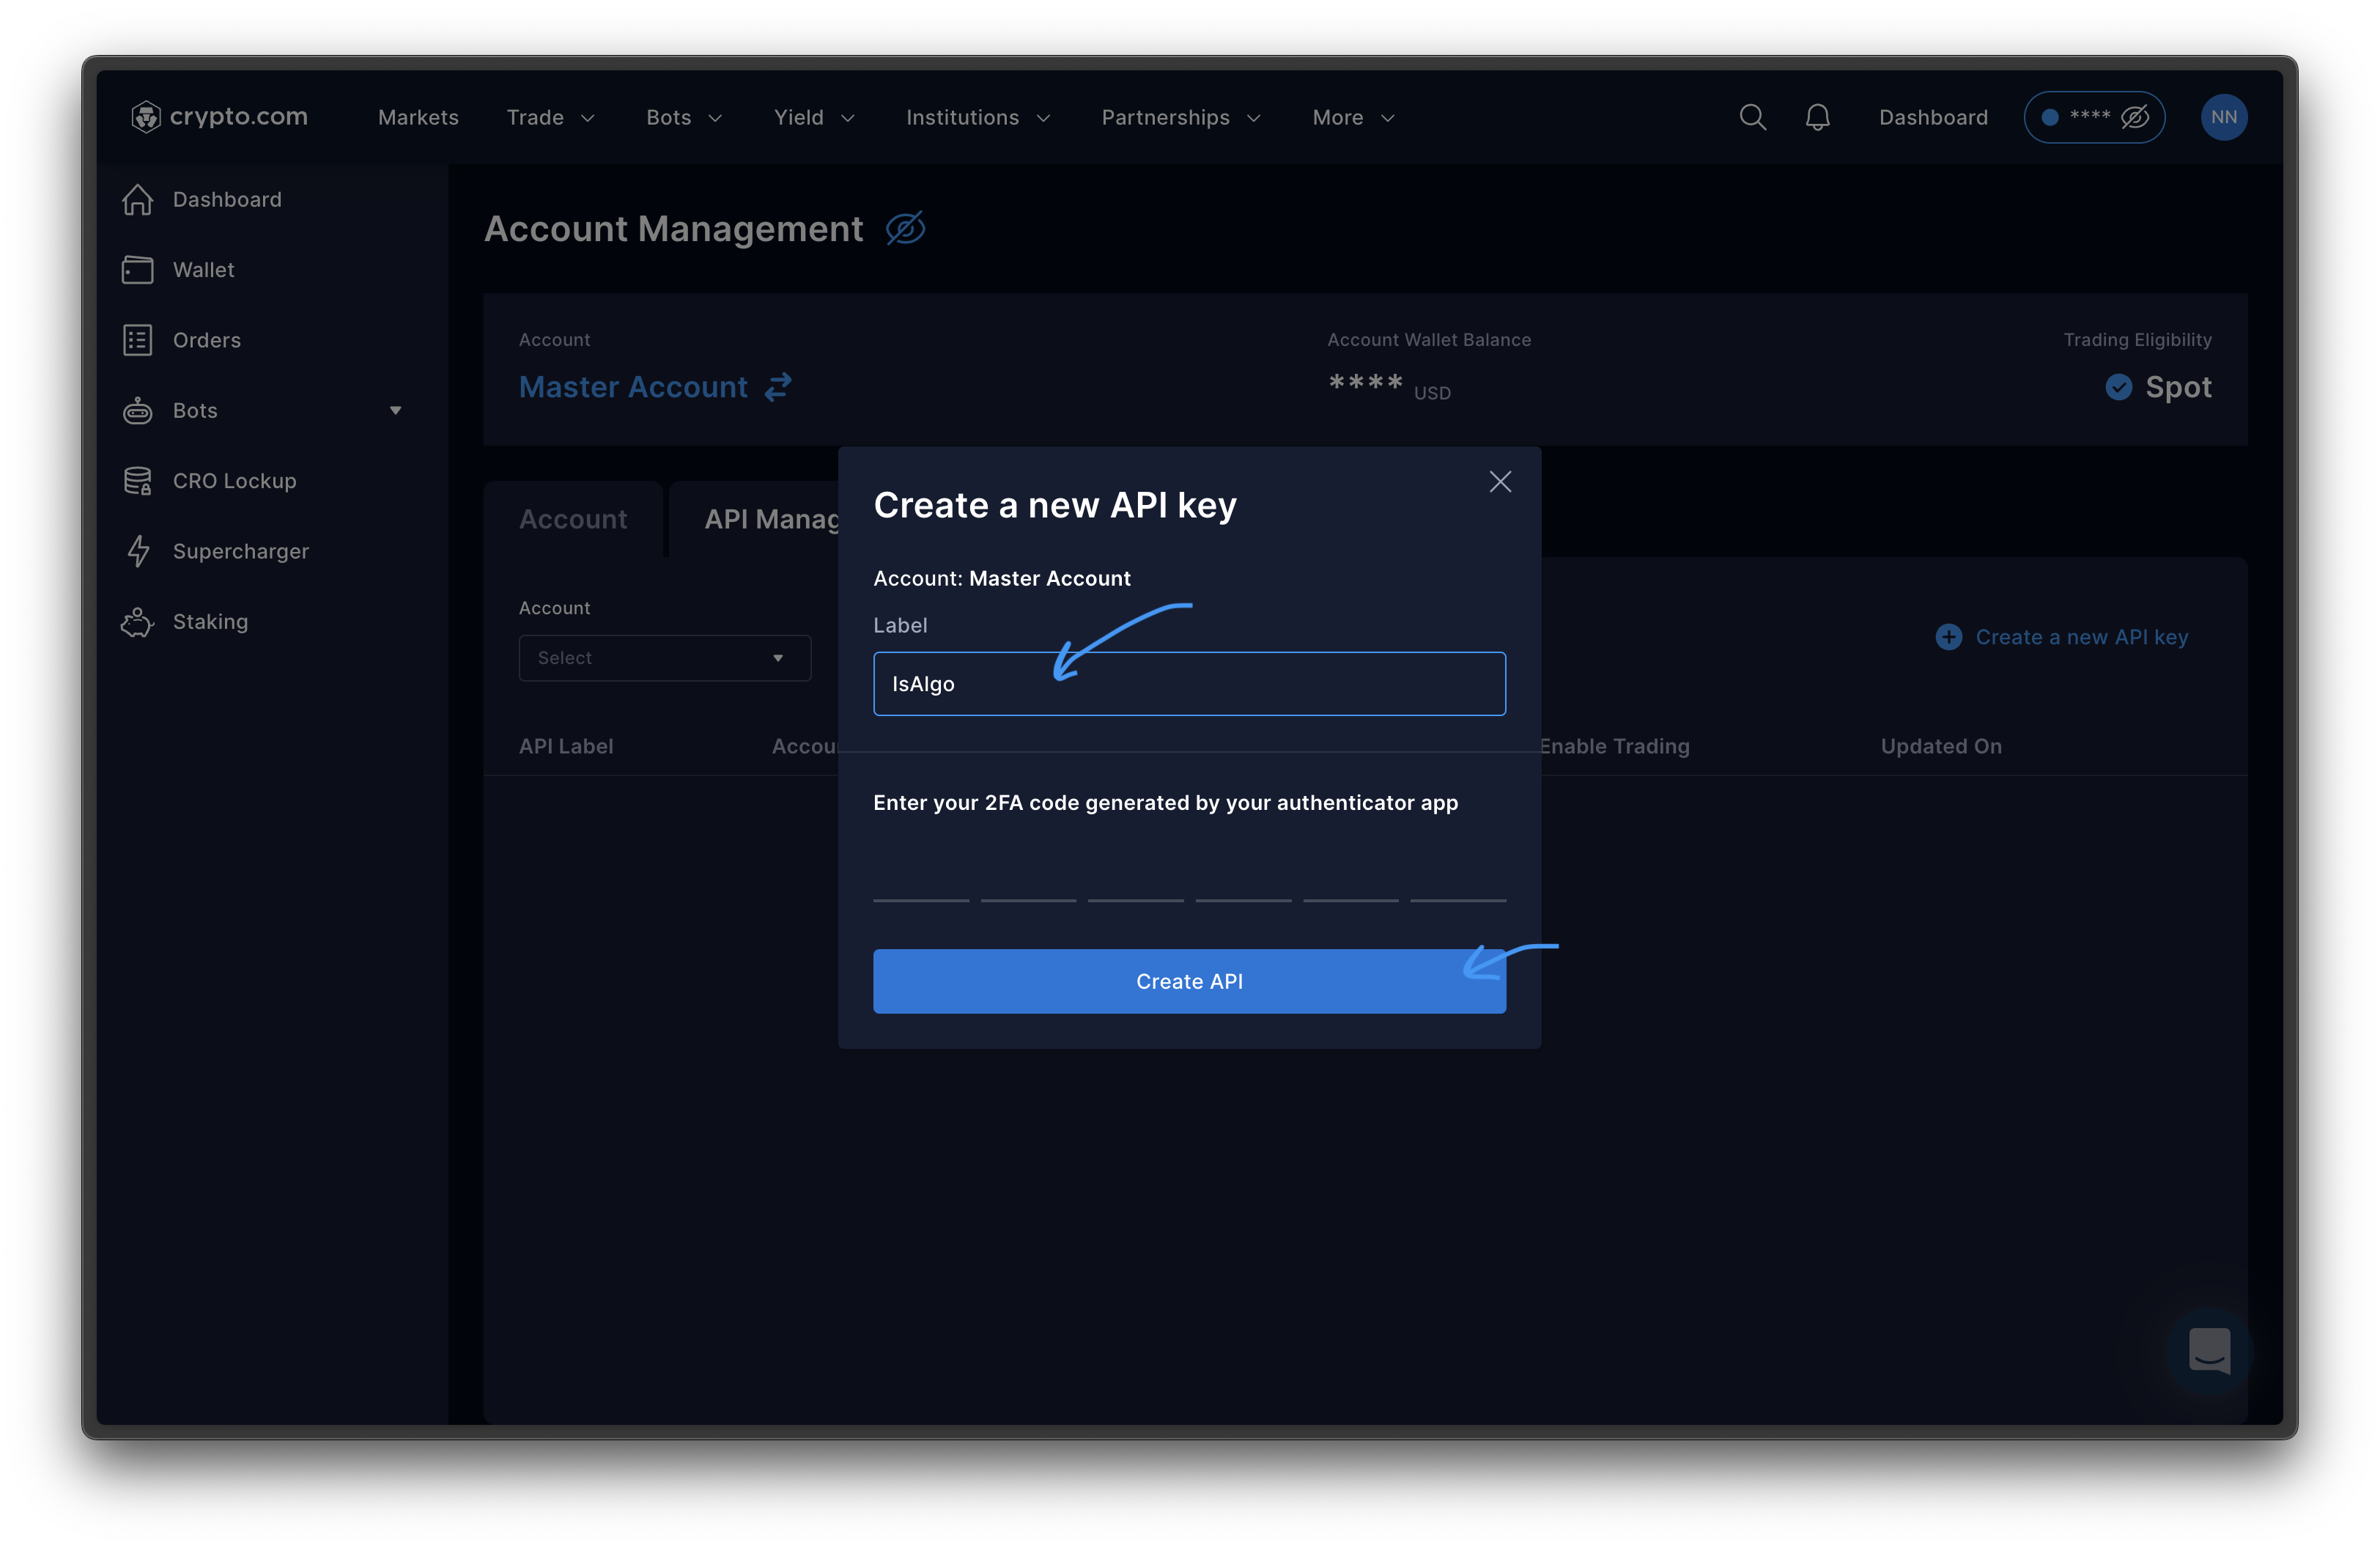 crypto.com Markets Trade Bots Yield Institutions Partnerships More Dashboard **** NN
Dashboard
Wallet
Orders
Bots
CRO Lockup
Supercharger
Staking
Account Management
Account Account Wallet Balance Trading Eligibility
Master Account **** USD Spot
Account API Manag
Account
Select
Create a new API key
API Label Accou Enable Trading Updated On
Create a new API key
Account: Master Account
Label
IsAlgo
Enter your 2FA code generated by your authenticator app
Create API